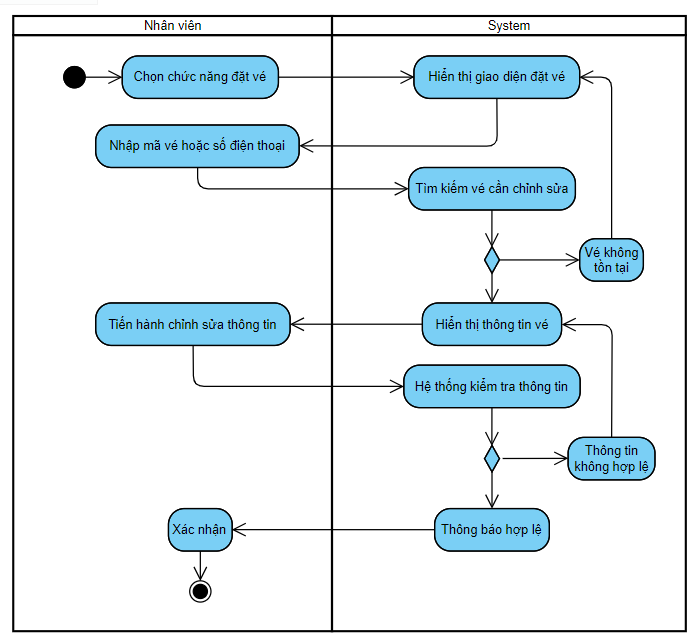 Nhân viên
System
Chọn chức năng đặt vé
Hiển thị giao diện đặt vé
Nhập mã vé hoặc số điện thoại
Tìm kiếm vé cần chỉnh sửa
Vé không
tồn tại
Tiến hành chỉnh sửa thông tin
Hiển thị thông tin vé
Hệ thống kiểm tra thông tin
Thông tin
không hợp lệ
Xác nhận
Thông báo hợp lệ